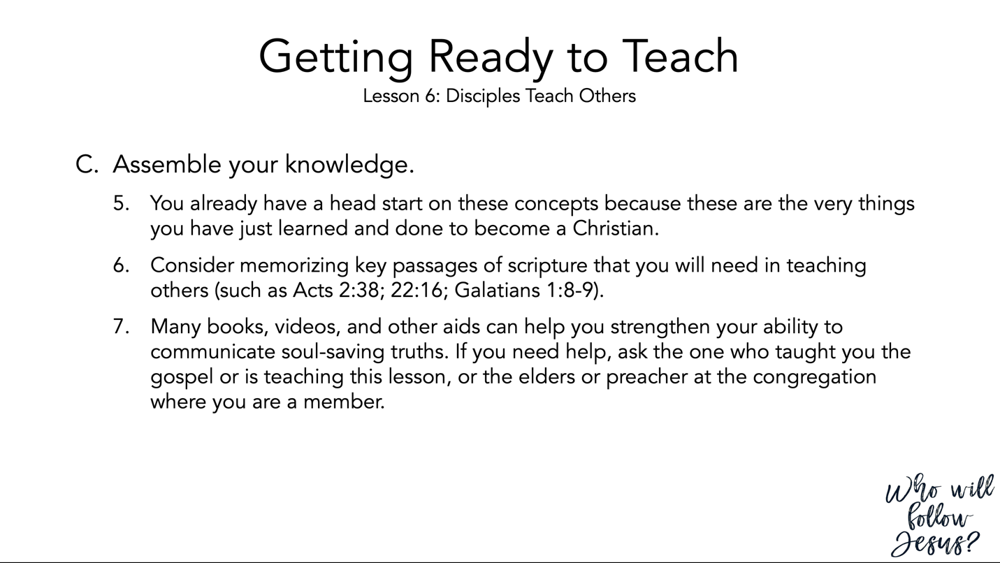 Getting Ready to Teach
Lesson 6: Disciples Teach Others
C. Assemble your knowledge.
5. You already have a head start on these concepts because these are the very things
you have just learned and done to become a Christian.
6. Consider memorizing key passages of scripture that you will need in teaching
others (such as Acts 2:38; 22:16; Galatians 1:8-9).
7. Many books, videos, and other aids can help you strengthen your ability to
communicate soul-saving truths. If you need help, ask the one who taught you the
gospel or is teaching this lesson, or the elders or preacher at the congregation
where you are a member.
Who will
follow
Jesus?